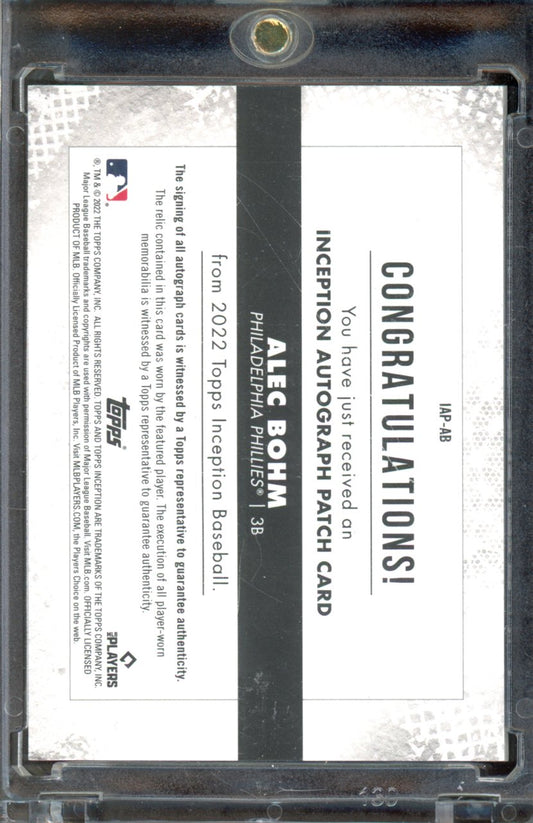 IAP-AB
CONGRATULATIONS!
You have just received an
INCEPTION AUTOGRAPH PATCH CARD
ALEC BOHM
PHILADELPHIA PHILLIES® | 3B
from 2022 Topps Inception Baseball.
The signing of all autograph cards is witnessed by a Topps representative to guarantee authenticity.
The relic contained in this card was worn by the featured player. The execution of all player-worn
memorabilia is witnessed by a Topps representative to guarantee authenticity.
topps®
PLAYERS
®, TM & © 2022 THE TOPPS COMPANY, INC. ALL RIGHTS RESERVED. TOPPS AND TOPPS INCEPTION ARE TRADEMARKS OF THE TOPPS COMPANY, INC.
Major League Baseball trademarks and copyrights are used with permission of Major League Baseball. Visit MLB.com. OFFICIALLY LICENSED
PRODUCT OF MLB. Officially Licensed Product of MLB Players, Inc. Visit MLBPLAYERS.COM, the Players Choice on the web.